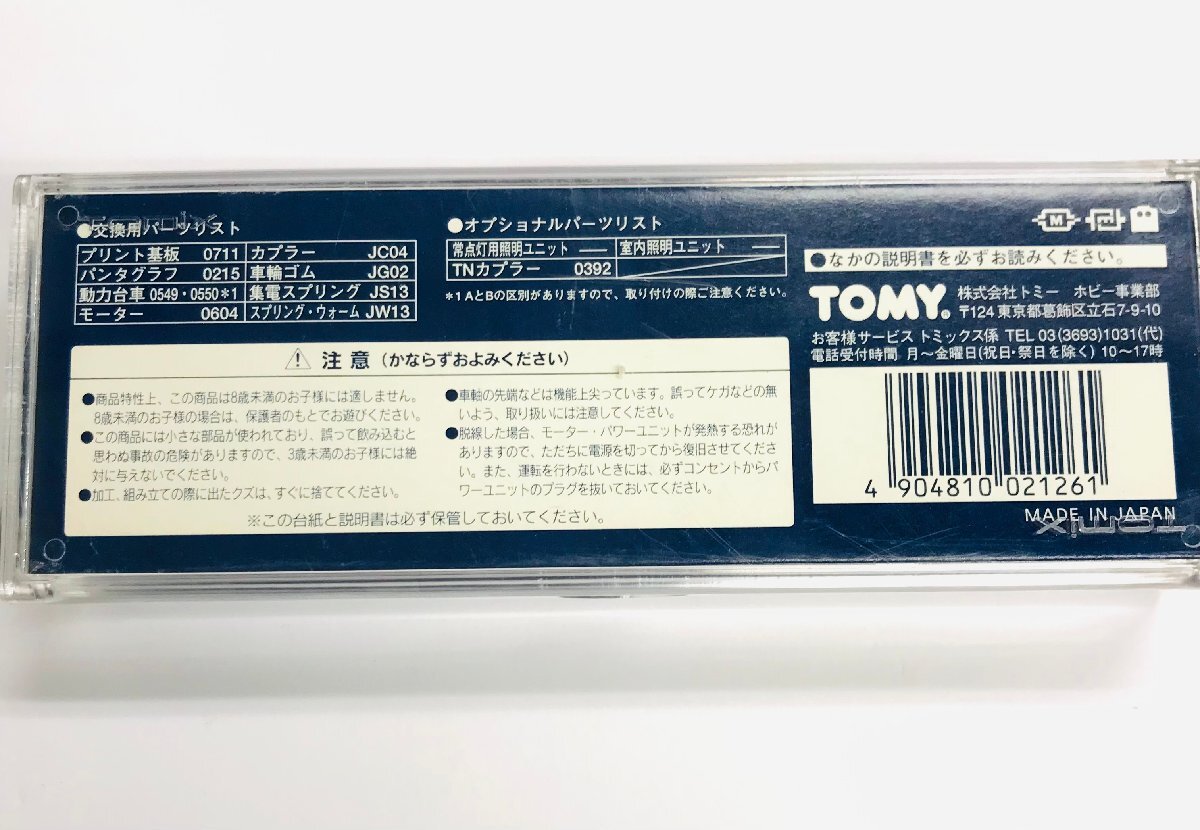 ●交換用パーツリスト
プリント基板 0711 カプラー JC04
パンタグラフ 0215 車輪ゴム JG02
動力台車 0549・0550*1 集電スプリング JS13
モーター 0604 スプリング・ウォーム JW13
●オプショナルパーツリスト
常点灯用照明ユニット ── 室内照明ユニット ──
TNカプラー 0392
*1 AとBの区別がありますので、取り付けの際ご注意ください。
⚠ 注意(かならずおよみください)
●商品特性上、この商品は8歳未満のお子様には適しません。
8歳未満のお子様の場合は、保護者のもとでお遊びください。
●この商品には小さな部品が使われており、誤って飲み込むと
思わぬ事故の危険がありますので、3歳未満のお子様には絶
対に与えないでください。
●加工、組み立ての際に出たクズは、すぐに捨ててください。
●車軸の先端などは機能上尖っています。誤ってケガなどの無
いよう、取り扱いには注意してください。
●脱線した場合、モーター・パワーユニットが発熱する恐れが
ありますので、ただちに電源を切ってから復旧させてくださ
い。また、運転を行わないときには、必ずコンセントからパ
ワーユニットのプラグを抜いておいてください。
※この台紙と説明書は必ず保管しておいてください。
M
●なかの説明書を必ずお読みください。
TOMY. 株式会社トミー ホビー事業部
〒124 東京都葛飾区立石7-9-10
お客様サービス トミックス係 TEL 03(3693)1031(代)
電話受付時間 月～金曜日(祝日・祭日を除く) 10～17時
4 904810 021261
MADE IN JAPAN
TOMIX